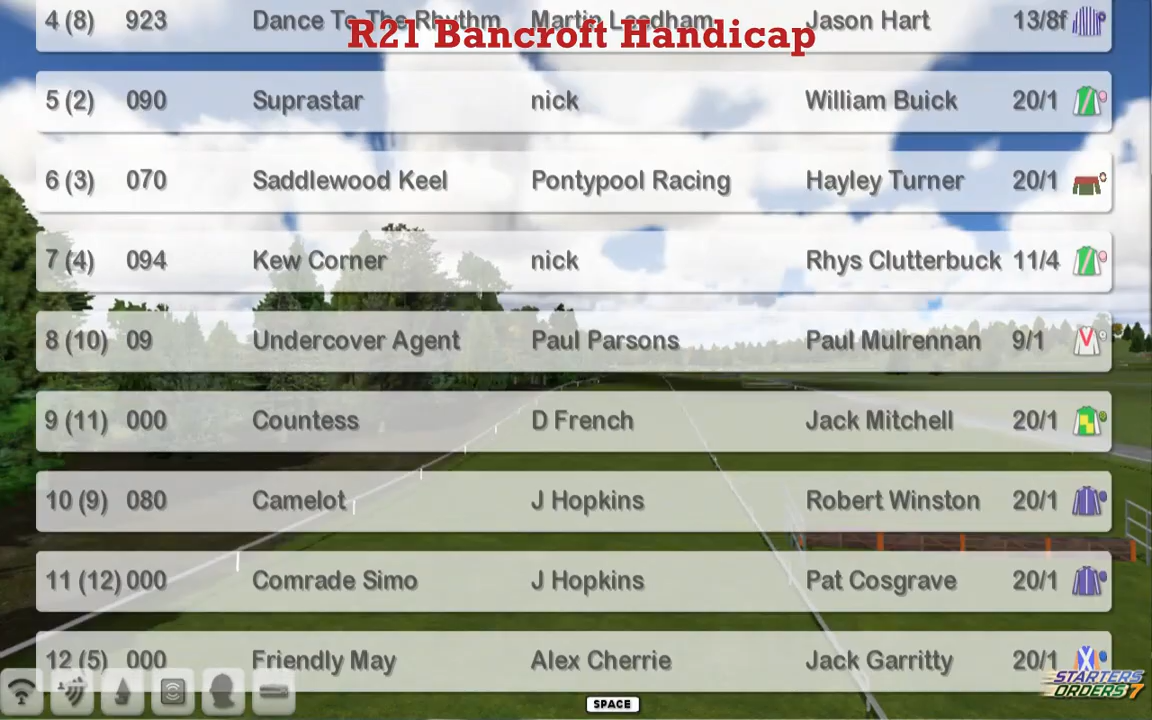 4 (8) 923 Dance To The Rhythm Martin Leedham Jason Hart 13/8f
R21 Bancroft Handicap
5 (2) 090 Suprastar nick William Buick 20/1
6 (3) 070 Saddlewood Keel Pontypool Racing Hayley Turner 20/1
7 (4) 094 Kew Corner nick Rhys Clutterbuck 11/4
8 (10) 09 Undercover Agent Paul Parsons Paul Mulrennan 9/1
9 (11) 000 Countess D French Jack Mitchell 20/1
10 (9) 080 Camelot J Hopkins Robert Winston 20/1
11 (12) 000 Comrade Simo J Hopkins Pat Cosgrave 20/1
12 (5) 000 Friendly May Alex Cherrie Jack Garritty 20/1
STARTERS
ORDERS 7
SPACE